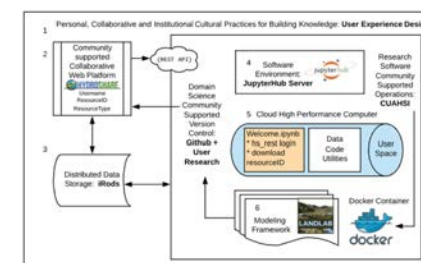 1 Personal, Collaborative and Institutional Cultural Practices for Building Knowledge: User Experience Desi
2
Community
supported
Collaborative
Web Platform
HYDROSHARE
Username
ResourceID
ResourceType
(REST API)
3
Distributed Data
Storage: iRods
Domain
Science
Community
Supported
Version
Control:
Github +
User
Research
4 Software
Environment:
JupyterHub Server
jupyterhub
Research
Software
Community
Supported
Operations:
CUAHSI
5 Cloud High Performance Computer
Welcome.ipynb
* hs_rest login
* download
resourceID
Data
Code
Utilities
User
Space
6
Modeling
Framework
LANDLAB
Docker Container
docker